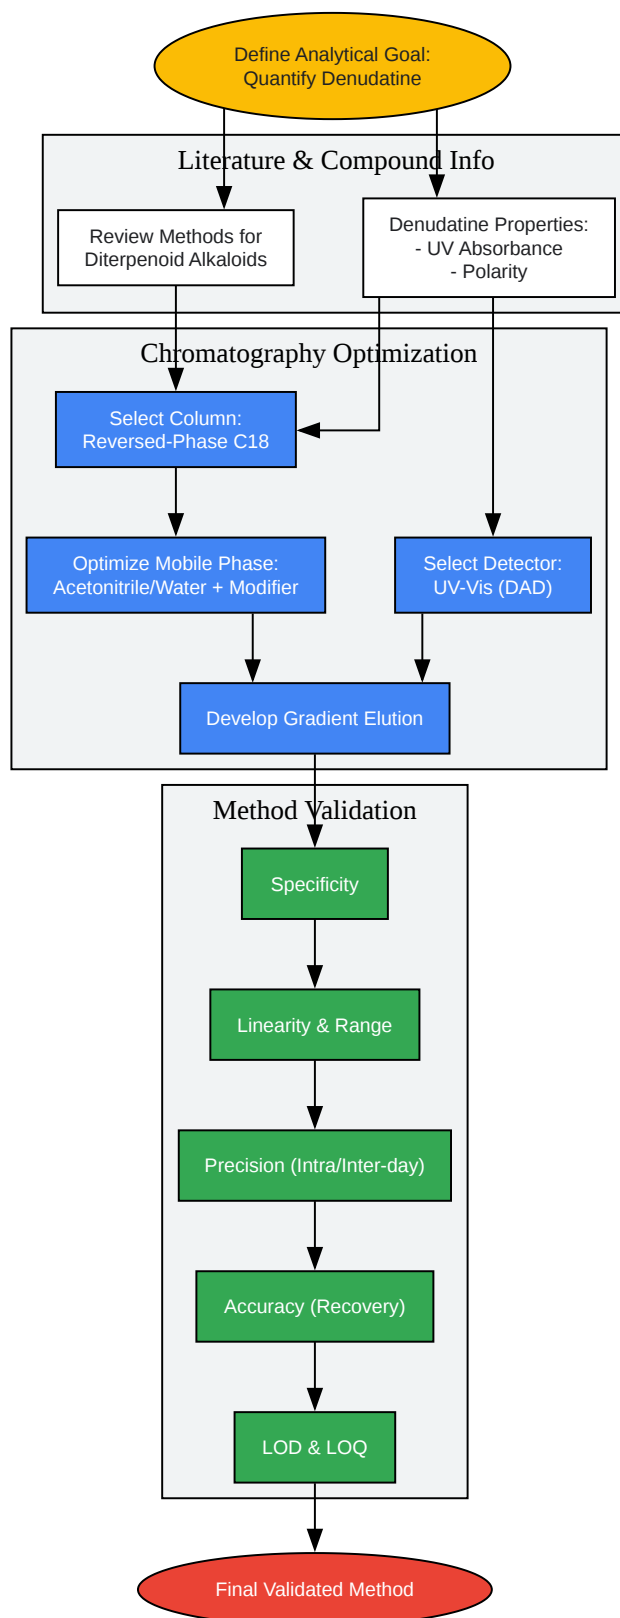 Define Analytical Goal:
Quantify Denudatine
Literature & Compound Info
Review Methods for
Diterpenoid Alkaloids
Denudatine Properties:
- UV Absorbance
- Polarity
Chromatography Optimization
Select Column:
Reversed-Phase C18
Optimize Mobile Phase:
Acetonitrile/Water + Modifier
Select Detector:
UV-Vis (DAD)
Develop Gradient Elution
Method Validation
Specificity
Linearity & Range
Precision (Intra/Inter-day)
Accuracy (Recovery)
LOD & LOQ
Final Validated Method